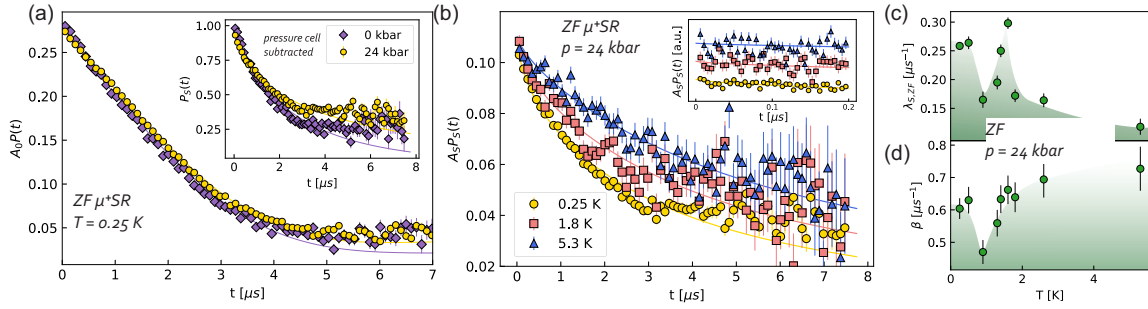 (a)
0.25
0.20
0.15
0.10
0.05
A₀P(t)
0 1 2 3 4 5 6 7
t [μs]
ZF μ⁺SR
T = 0.25 K
1.00
0.75
0.50
0.25
P_S(t)
0 2 4 6 8
t [μs]
pressure cell
subtracted
0 kbar
24 kbar
(b)
0.12
0.10
0.08
0.06
0.04
0.02
A_SP_S(t)
0 1 2 3 4 5 6 7 8
t [μs]
ZF μ⁺SR
p = 24 kbar
0.25 K
1.8 K
5.3 K
A_SP_S(t) [a.u.]
0 0.1 0.2
t [μs]
(c)
0.30
0.25
0.20
0.15
λ_S,ZF [μs⁻¹]
ZF
p = 24 kbar
(d)
0.8
0.7
0.6
0.5
β [μs⁻¹]
0 2 4
T [K]